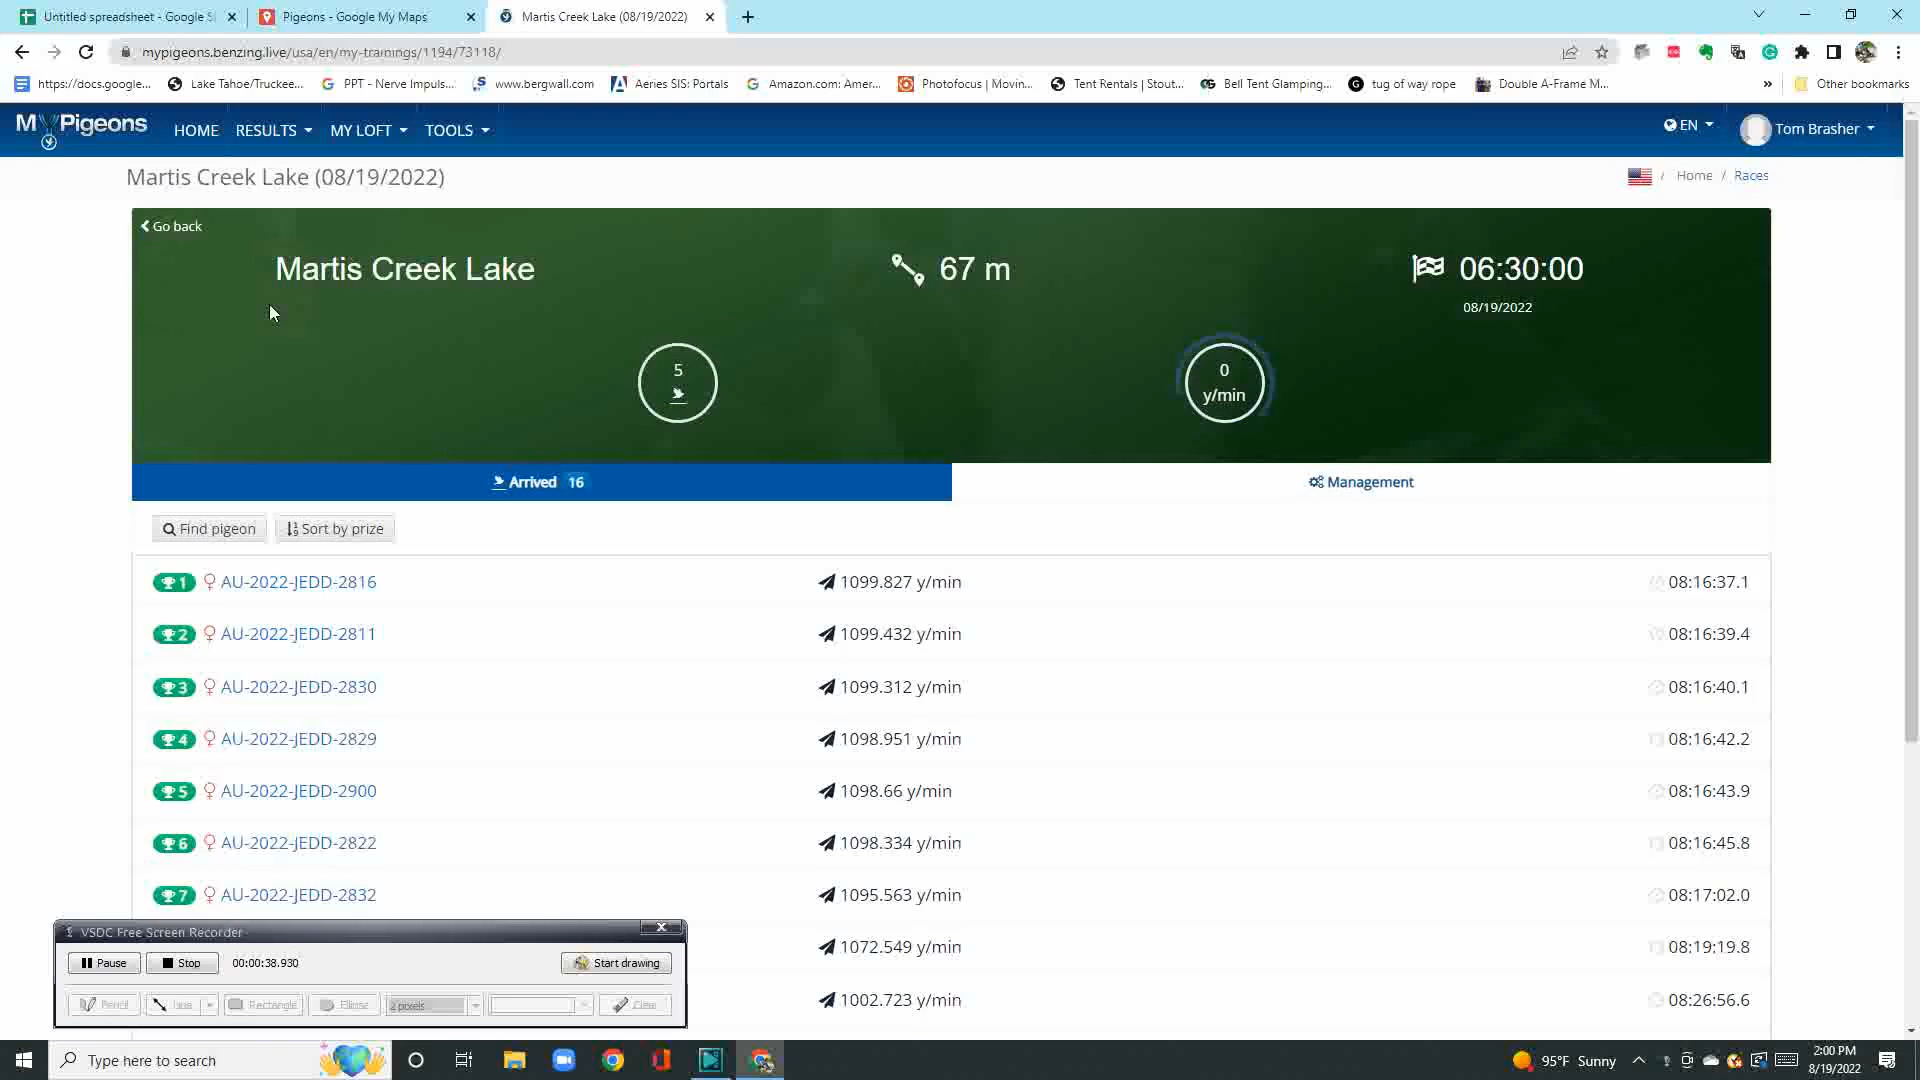 Untitled spreadsheet - Google S
Pigeons - Google My Maps
Martis Creek Lake (08/19/2022)
mypigeons.benzing.live/usa/en/my-trainings/1194/73118/
https://docs.google...
Lake Tahoe/Truckee...
PPT - Nerve Impuls...
www.bergwall.com
Aeries SIS: Portals
Amazon.com: Amer...
Photofocus | Movin...
Tent Rentals | Stout...
Bell Tent Glamping...
tug of way rope
Double A-Frame M...
»
Other bookmarks
MyPigeons
HOME
RESULTS
MY LOFT
TOOLS
EN
Tom Brasher
Martis Creek Lake (08/19/2022)
/ Home / Races
Go back
Martis Creek Lake
67 m
06:30:00
08/19/2022
5
0
y/min
Arrived 16
Management
Find pigeon
Sort by prize
1 ♀ AU-2022-JEDD-2816 1099.827 y/min 08:16:37.1
2 ♀ AU-2022-JEDD-2811 1099.432 y/min 08:16:39.4
3 ♀ AU-2022-JEDD-2830 1099.312 y/min 08:16:40.1
4 ♀ AU-2022-JEDD-2829 1098.951 y/min 08:16:42.2
5 ♀ AU-2022-JEDD-2900 1098.66 y/min 08:16:43.9
6 ♀ AU-2022-JEDD-2822 1098.334 y/min 08:16:45.8
7 ♀ AU-2022-JEDD-2832 1095.563 y/min 08:17:02.0
1072.549 y/min 08:19:19.8
1002.723 y/min 08:26:56.6
VSDC Free Screen Recorder
Pause
Stop
00:00:38.930
Start drawing
Pencil
Line
Rectangle
Ellipse
2 pixels
Clear
Type here to search
95°F Sunny
2:00 PM
8/19/2022